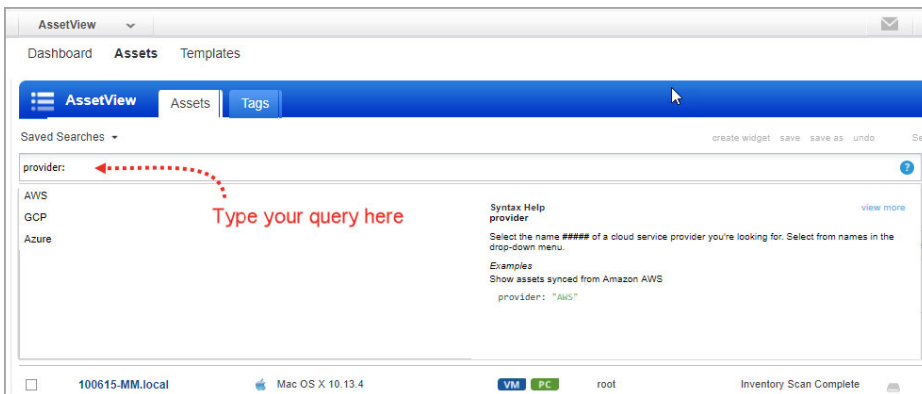 AssetView
Dashboard Assets Templates
AssetView Assets Tags
Saved Searches
create widget save save as undo Se
provider:
?
AWS
GCP
Azure
Type your query here
Syntax Help
view more
provider
Select the name ##### of a cloud service provider you're looking for. Select from names in the
drop-down menu.
Examples
Show assets synced from Amazon AWS
provider: "AWS"
100615-MM.local Mac OS X 10.13.4 VM PC root Inventory Scan Complete